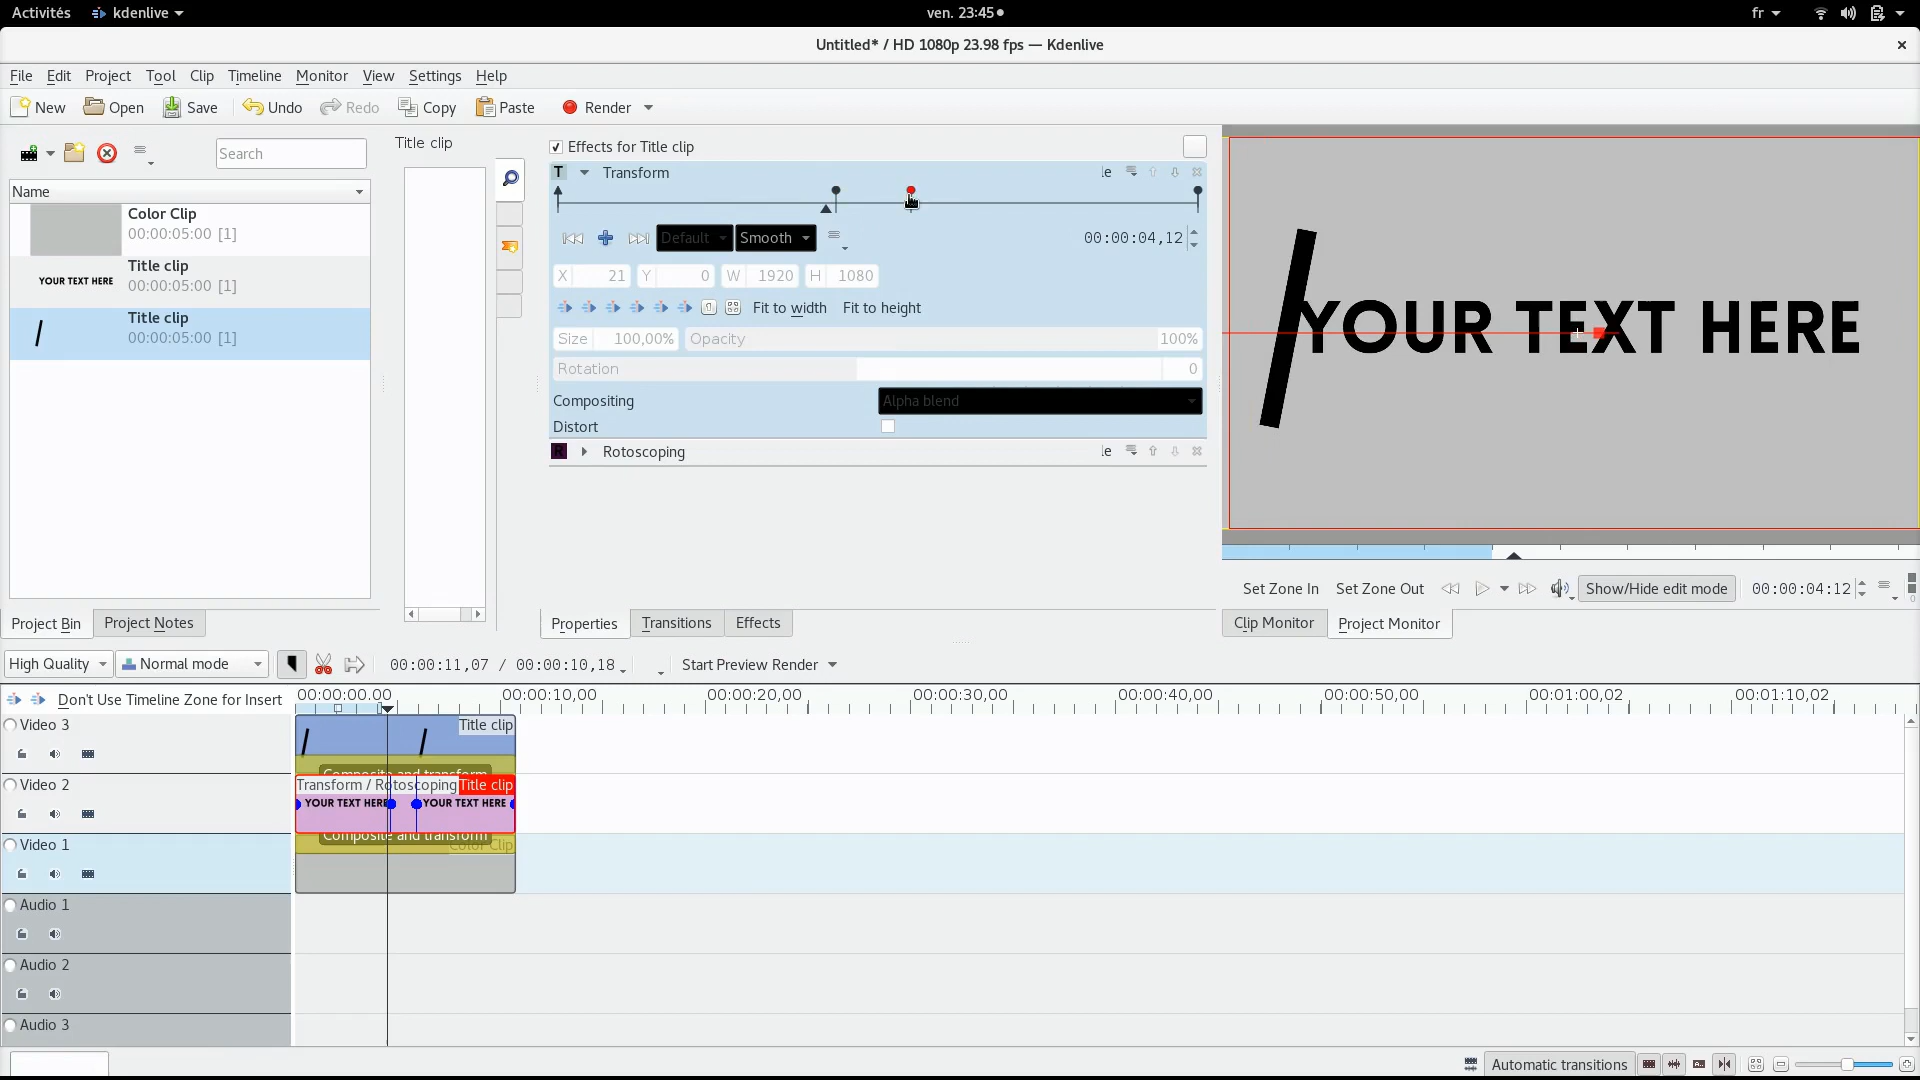 Activités kdenlive ven. 23:45 fr
Untitled* / HD 1080p 23.98 fps — Kdenlive
File Edit Project Tool Clip Timeline Monitor View Settings Help
New Open Save Undo Redo Copy Paste Render
Search
Name
Color Clip
00:00:05:00 [1]
YOUR TEXT HERE
Title clip
00:00:05:00 [1]
Title clip
00:00:05:00 [1]
Project Bin Project Notes
Title clip
Effects for Title clip
T Transform le
Default Smooth 00:00:04,12
X 21 Y 0 W 1920 H 1080
Fit to width Fit to height
Size 100,00% Opacity 100%
Rotation 0
Compositing Alpha blend
Distort
R Rotoscoping le
Properties Transitions Effects
/YOUR TEXT HERE
Set Zone In Set Zone Out Show/Hide edit mode 00:00:04:12
Clip Monitor Project Monitor
High Quality Normal mode 00:00:11,07 / 00:00:10,18 Start Preview Render
Don't Use Timeline Zone for Insert
00:00:00,00 00:00:10,00 00:00:20,00 00:00:30,00 00:00:40,00 00:00:50,00 00:01:00,02 00:01:10,02
Video 3
Title clip
Composite and transform
Video 2
Transform / Rotoscoping Title clip
YOUR TEXT HERE YOUR TEXT HERE
Composite and transform
Video 1
Color Clip
Audio 1
Audio 2
Audio 3
Automatic transitions